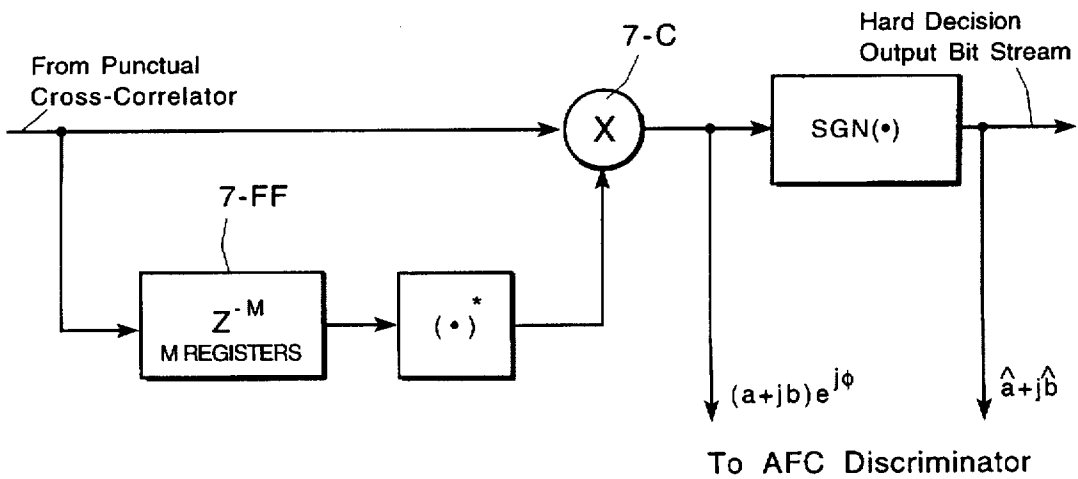 7-C
Hard Decision
Output Bit Stream
From Punctual
Cross-Correlator
X
SGN(•)
7-FF
Z^-M
M REGISTERS
(•)^*
(a+jb)e^jϕ
â+jb̂
To AFC Discriminator